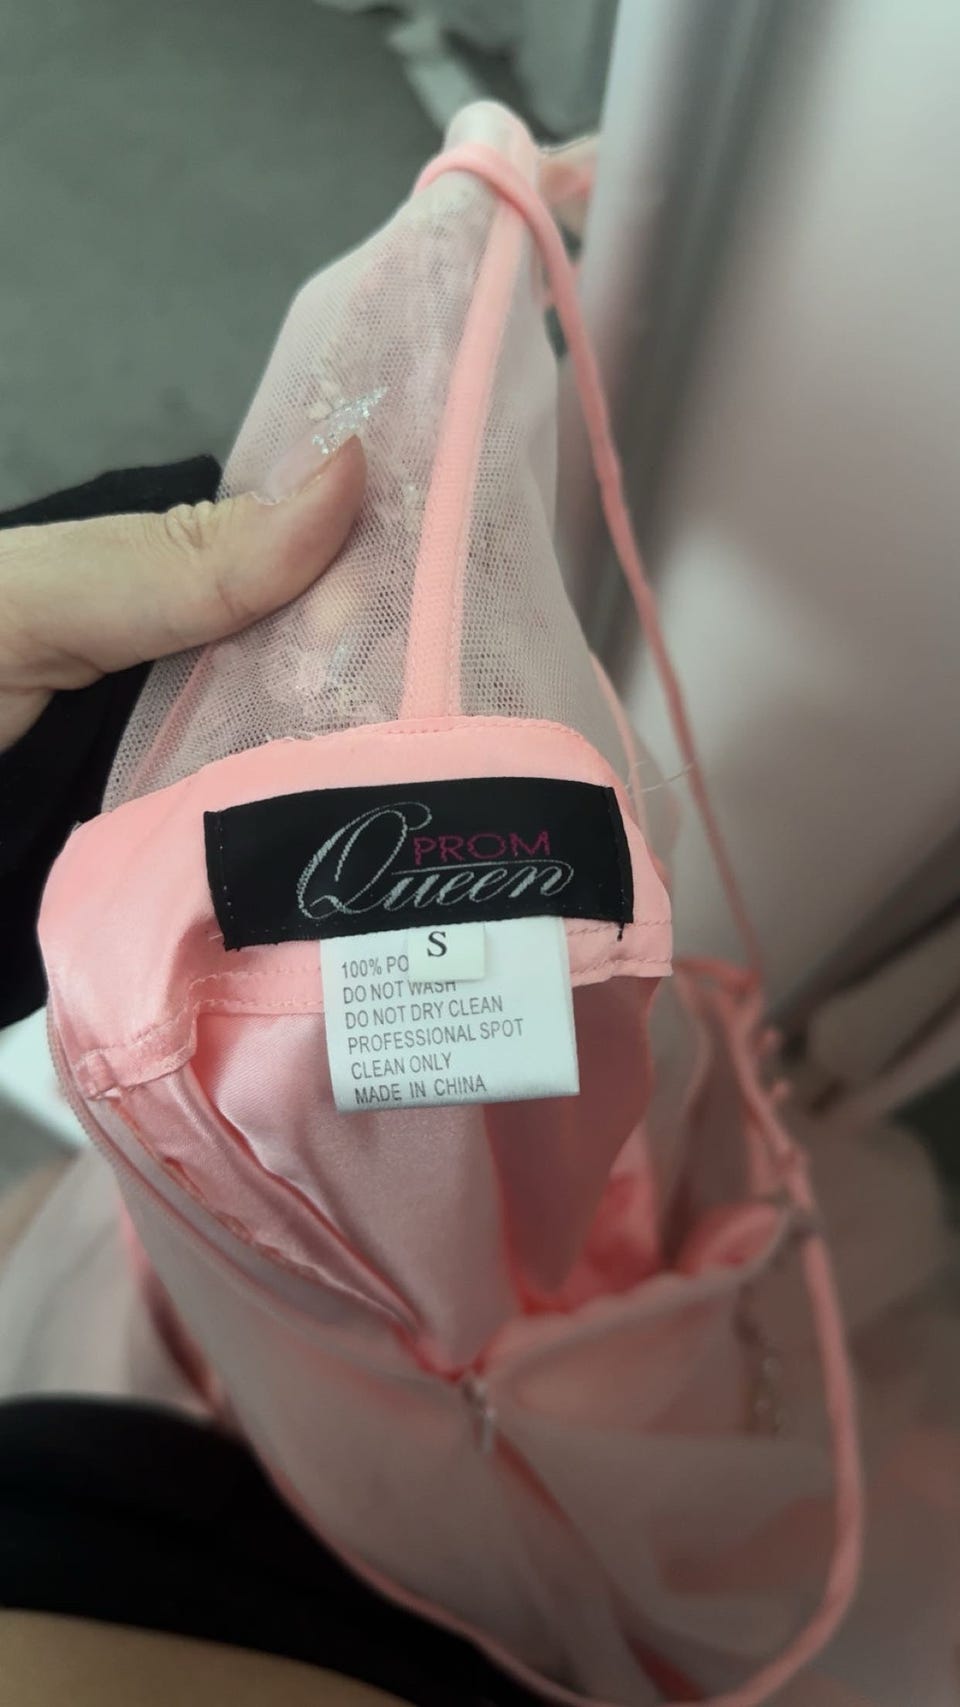 PROM
Queen
S
100% PO
DO NOT WASH
DO NOT DRY CLEAN
PROFESSIONAL SPOT
CLEAN ONLY
MADE IN CHINA